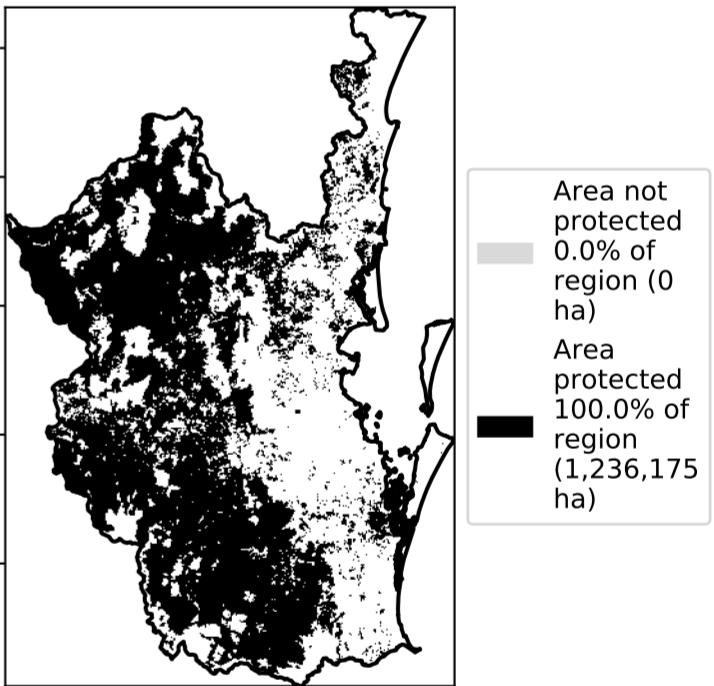 Area not
protected
0.0% of
region (0
ha)
Area
protected
100.0% of
region
(1,236,175
ha)